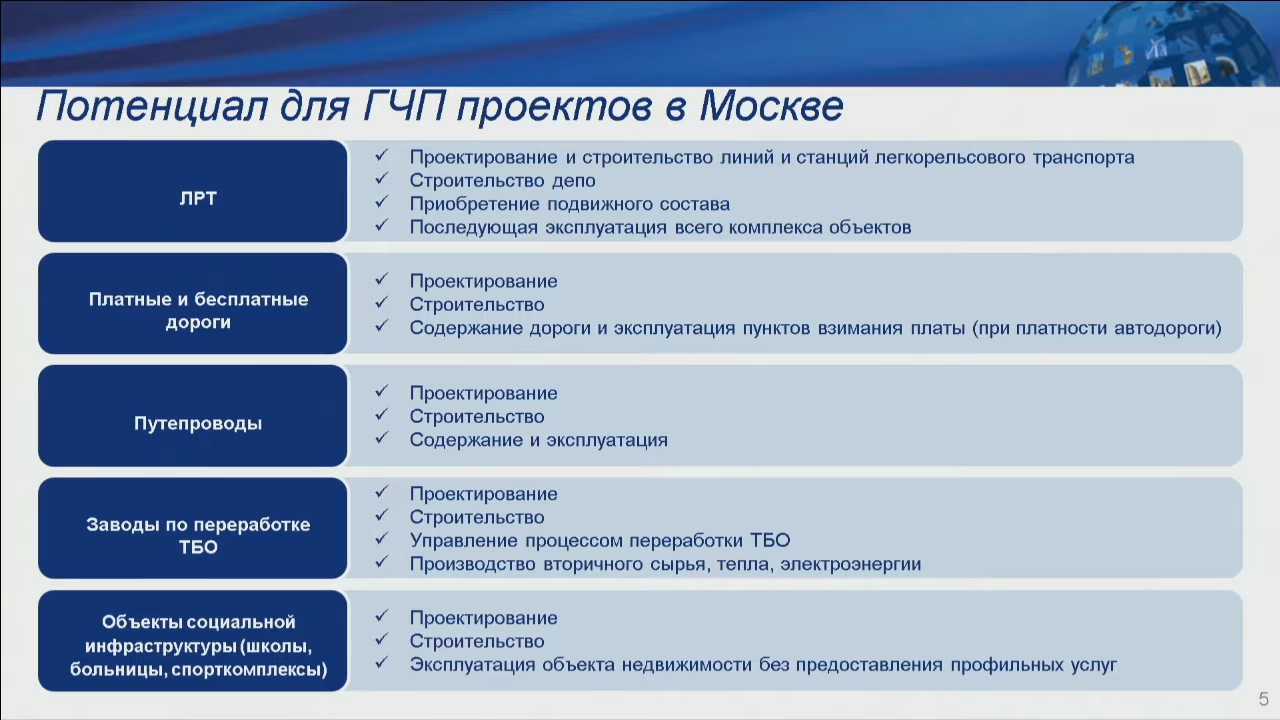 Потенциал для ГЧП проектов в Москве
ЛРТ
✓ Проектирование и строительство линий и станций легкорельсового транспорта
✓ Строительство депо
✓ Приобретение подвижного состава
✓ Последующая эксплуатация всего комплекса объектов
Платные и бесплатные
дороги
✓ Проектирование
✓ Строительство
✓ Содержание дороги и эксплуатация пунктов взимания платы (при платности автодороги)
Путепроводы
✓ Проектирование
✓ Строительство
✓ Содержание и эксплуатация
Заводы по переработке
ТБО
✓ Проектирование
✓ Строительство
✓ Управление процессом переработки ТБО
✓ Производство вторичного сырья, тепла, электроэнергии
Объекты социальной
инфраструктуры (школы,
больницы, спорткомплексы)
✓ Проектирование
✓ Строительство
✓ Эксплуатация объекта недвижимости без предоставления профильных услуг
5